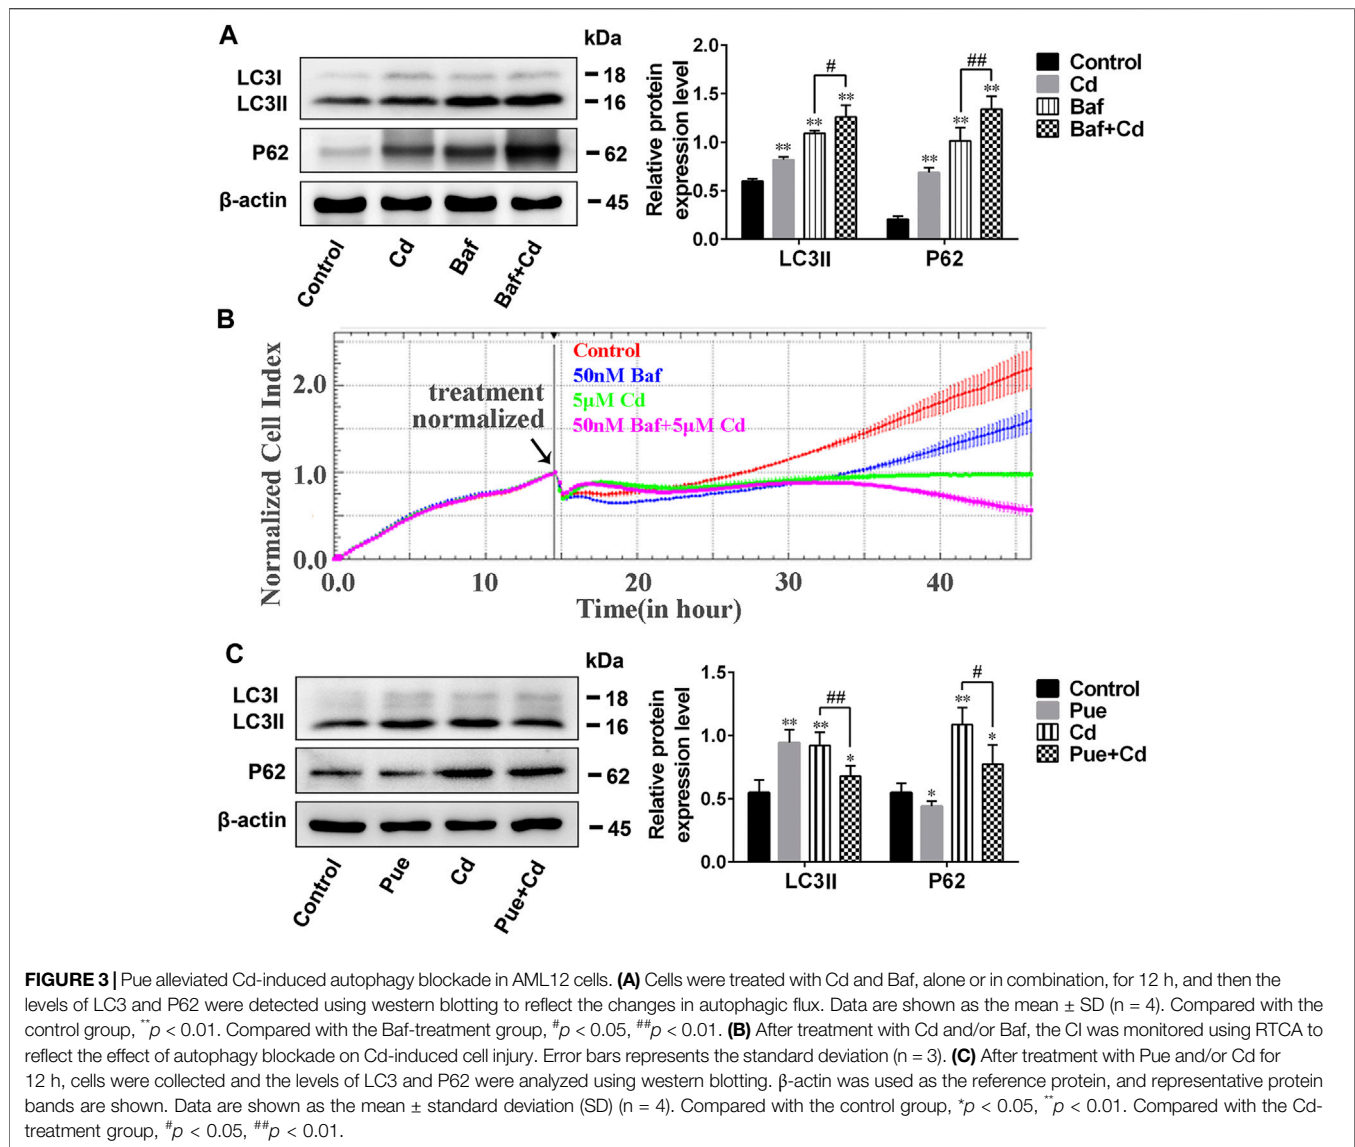 A
kDa
LC3I
18
LC3II
16
P62
62
β-actin
45
Control
Cd
Baf
Baf+Cd
Relative protein
expression level
2.0
1.5
1.0
0.5
0.0
#
##
**
**
**
**
**
**
LC3II
P62
Control
Cd
Baf
Baf+Cd
B
Normalized Cell Index
2.0
1.0
0.0
treatment
normalized
Control
50nM Baf
5μM Cd
50nM Baf+5μM Cd
0.0
10
20
30
40
Time(in hour)
C
kDa
LC3I
18
LC3II
16
P62
62
β-actin
45
Control
Pue
Cd
Pue+Cd
Relative protein
expression level
1.5
1.0
0.5
0.0
##
#
**
**
*
*
**
*
LC3II
P62
Control
Pue
Cd
Pue+Cd
FIGURE 3 | Pue alleviated Cd-induced autophagy blockade in AML12 cells. (A) Cells were treated with Cd and Baf, alone or in combination, for 12 h, and then the
levels of LC3 and P62 were detected using western blotting to reflect the changes in autophagic flux. Data are shown as the mean ± SD (n = 4). Compared with the
control group, **p < 0.01. Compared with the Baf-treatment group, #p < 0.05, ##p < 0.01. (B) After treatment with Cd and/or Baf, the CI was monitored using RTCA to
reflect the effect of autophagy blockade on Cd-induced cell injury. Error bars represents the standard deviation (n = 3). (C) After treatment with Pue and/or Cd for
12 h, cells were collected and the levels of LC3 and P62 were analyzed using western blotting. β-actin was used as the reference protein, and representative protein
bands are shown. Data are shown as the mean ± standard deviation (SD) (n = 4). Compared with the control group, *p < 0.05, **p < 0.01. Compared with the Cd-
treatment group, #p < 0.05, ##p < 0.01.